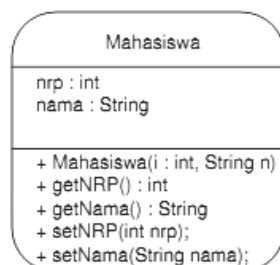 Mahasiswa
nrp : int
nama : String
+ Mahasiswa(i : int, String n)
+ getNRP() : int
+ getNama() : String
+ setNRP(int nrp);
+ setNama(String nama);